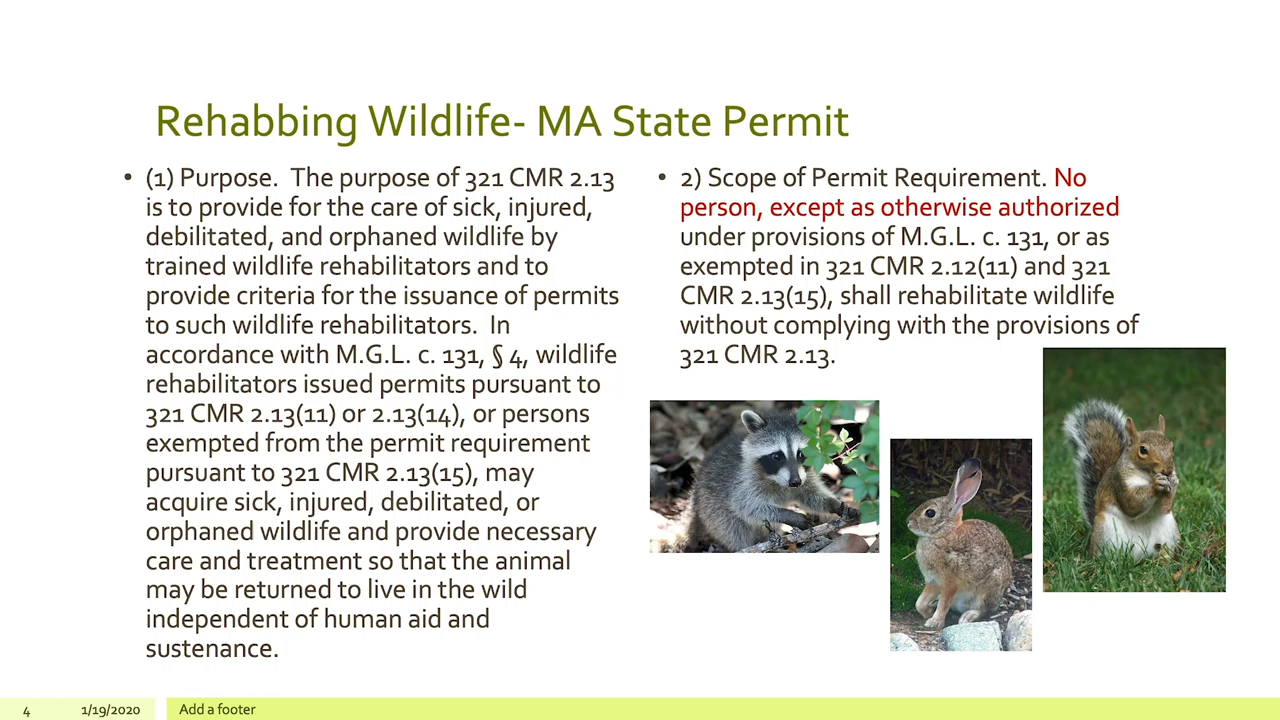 Rehabbing Wildlife- MA State Permit
• (1) Purpose.  The purpose of 321 CMR 2.13
is to provide for the care of sick, injured,
debilitated, and orphaned wildlife by
trained wildlife rehabilitators and to
provide criteria for the issuance of permits
to such wildlife rehabilitators.  In
accordance with M.G.L. c. 131, § 4, wildlife
rehabilitators issued permits pursuant to
321 CMR 2.13(11) or 2.13(14), or persons
exempted from the permit requirement
pursuant to 321 CMR 2.13(15), may
acquire sick, injured, debilitated, or
orphaned wildlife and provide necessary
care and treatment so that the animal
may be returned to live in the wild
independent of human aid and
sustenance.
• 2) Scope of Permit Requirement. No
person, except as otherwise authorized
under provisions of M.G.L. c. 131, or as
exempted in 321 CMR 2.12(11) and 321
CMR 2.13(15), shall rehabilitate wildlife
without complying with the provisions of
321 CMR 2.13.
4 1/19/2020 Add a footer